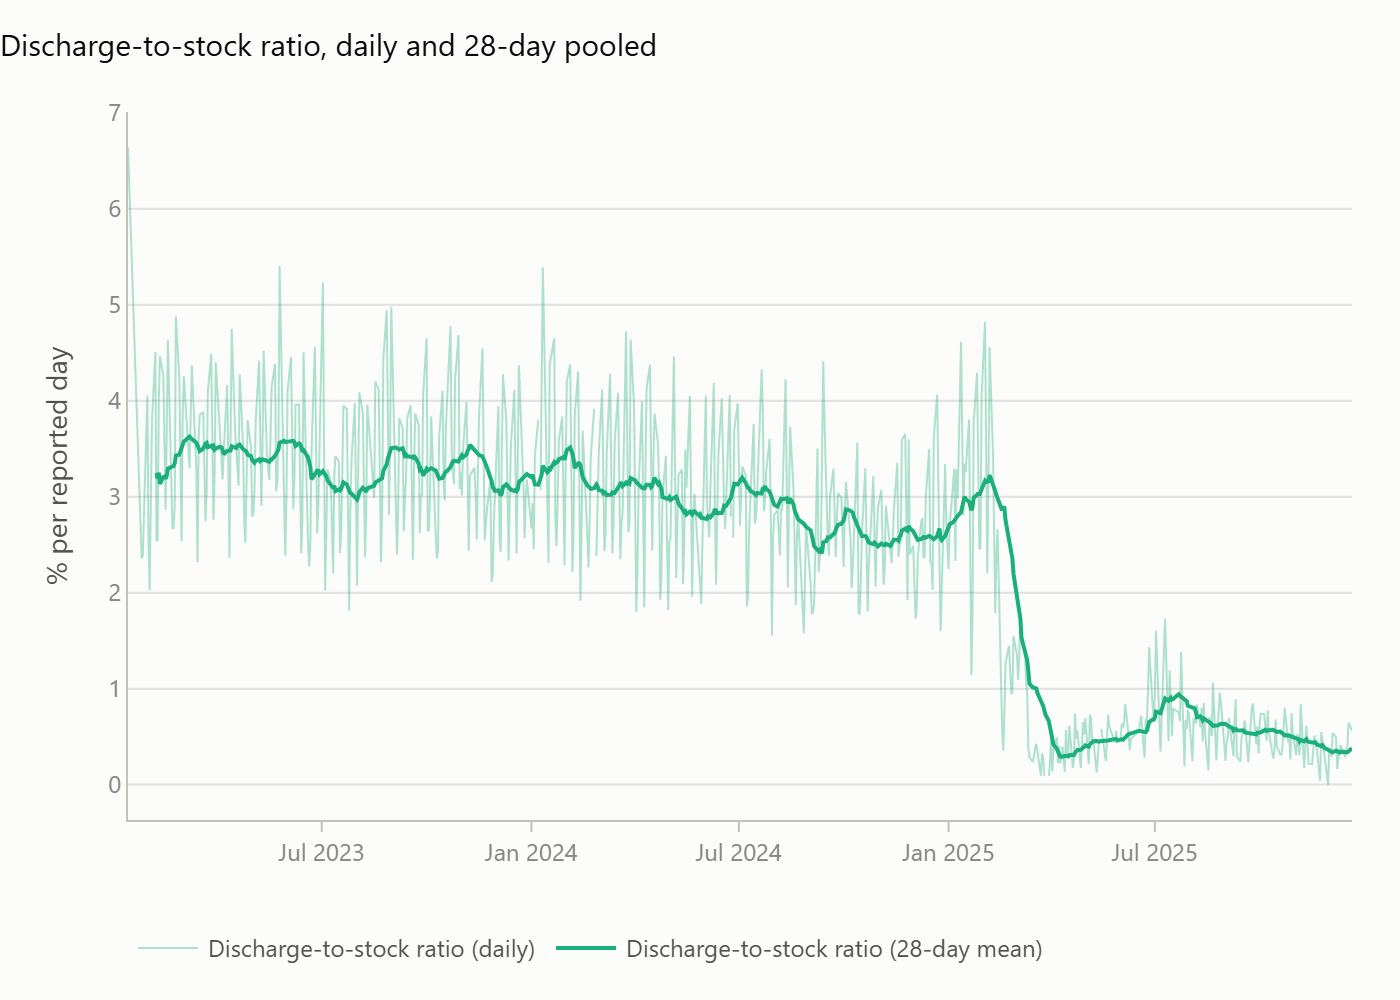 Discharge-to-stock ratio, daily and 28-day pooled
% per reported day
7
6
5
4
3
2
1
0
Jul 2023
Jan 2024
Jul 2024
Jan 2025
Jul 2025
Discharge-to-stock ratio (daily)
Discharge-to-stock ratio (28-day mean)